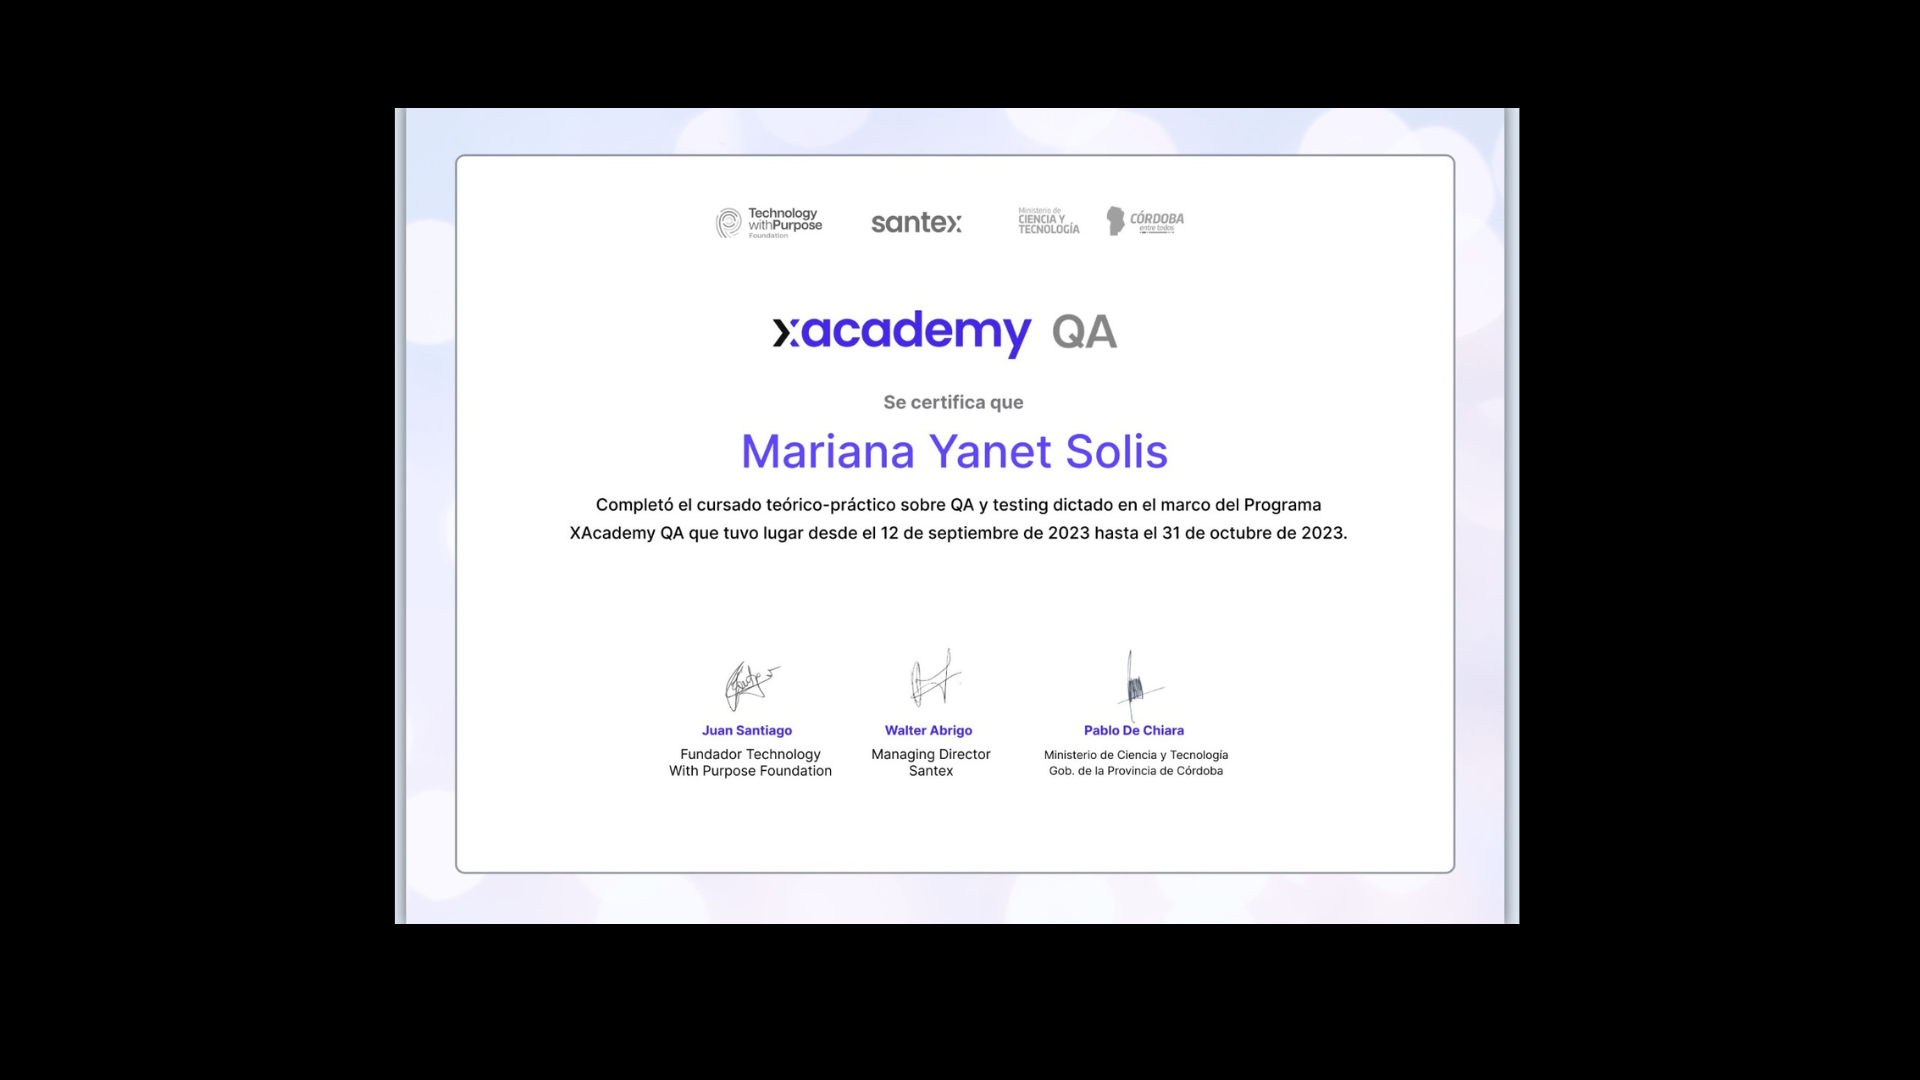 Technology
withPurpose
Foundation
santex
Ministerio de
CIENCIA Y
TECNOLOGÍA
CÓRDOBA
entre todos
xacademy QA
Se certifica que
Mariana Yanet Solis
Completó el cursado teórico-práctico sobre QA y testing dictado en el marco del Programa
XAcademy QA que tuvo lugar desde el 12 de septiembre de 2023 hasta el 31 de octubre de 2023.
Juan Santiago
Fundador Technology
With Purpose Foundation
Walter Abrigo
Managing Director
Santex
Pablo De Chiara
Ministerio de Ciencia y Tecnología
Gob. de la Provincia de Córdoba